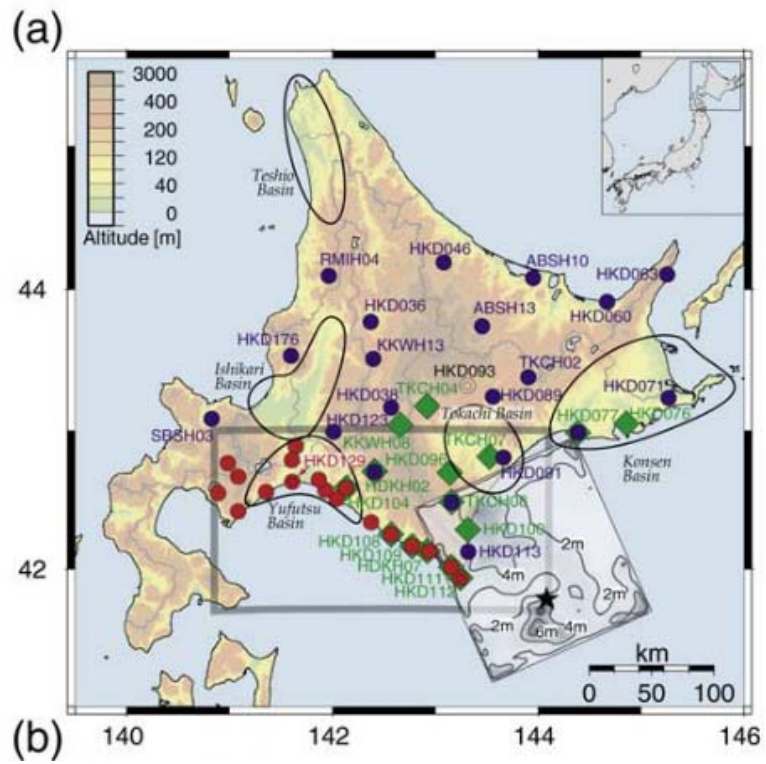 (a)
3000
400
200
120
40
0
Altitude [m]
Teshio
Basin
RMIH04
HKD046
ABSH10
HKD063
44
HKD036
ABSH13
HKD060
HKD176
KKWH13
HKD093
TKCH02
Ishikari
Basin
HKD038
TKCH04
HKD089
HKD071
SBSH03
HKD123
Tokachi Basin
HKD077
HKD076
KKWH08
TKCH07
HKD129
HKD096
HKD091
Konsen
Basin
HDKH02
HKD104
TKCH08
Yufutsu
Basin
HKD100
HKD108
HKD109
HKD113
2m
42
HDKH07
4m
HKD111
HKD112
2m
2m
6m
4m
km
0 50 100
(b)
140 142 144 146